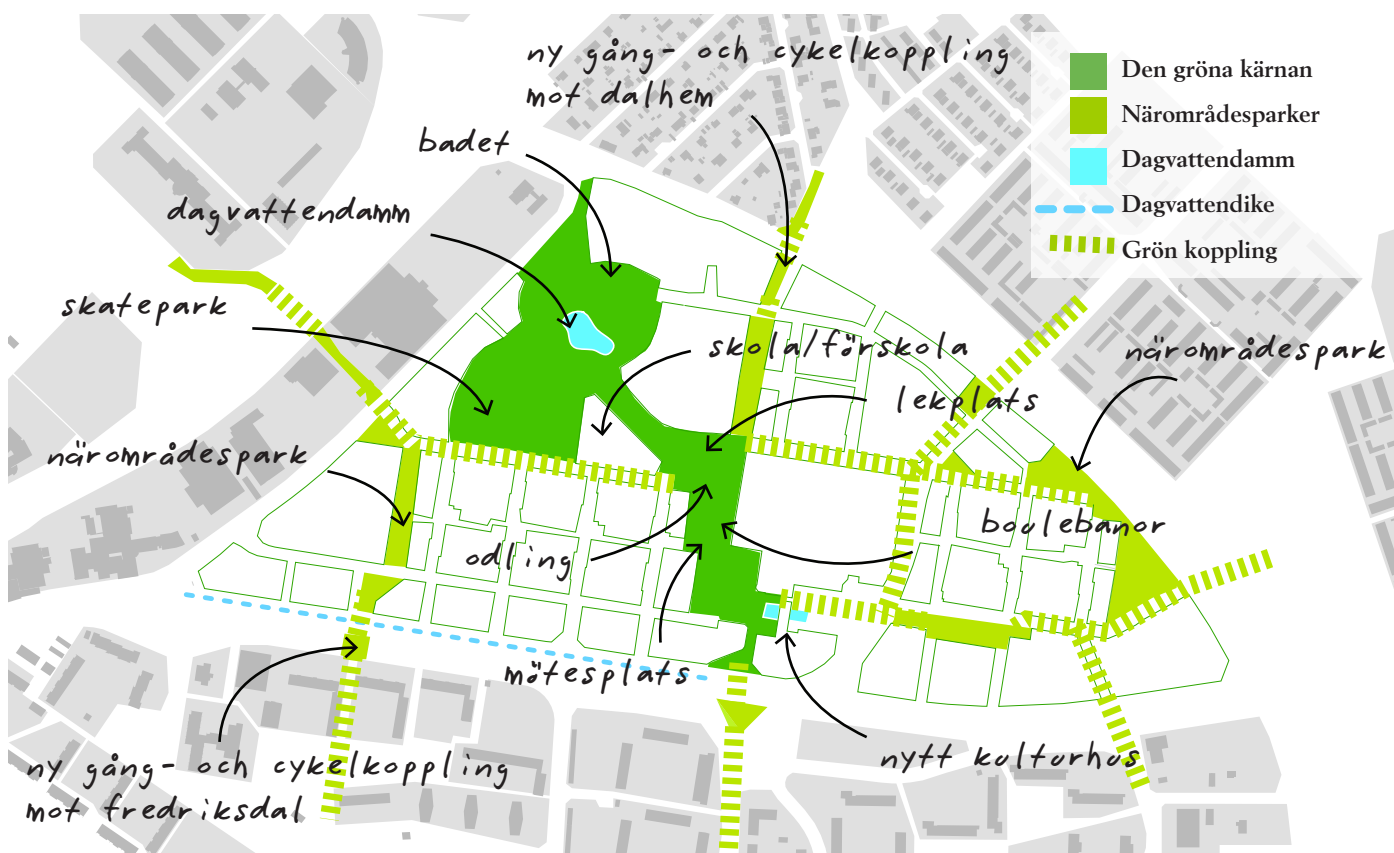 ny gång- och cykelkoppling
mot dalhem
Den gröna kärnan
Närområdesparker
Dagvattendamm
Dagvattendike
Grön koppling
badet
dagvattendamm
skatepark
skola/förskola
närområdespark
lekplats
närområdespark
boulebanor
odling
mötesplats
nytt kulturhus
ny gång- och cykelkoppling
mot fredriksdal